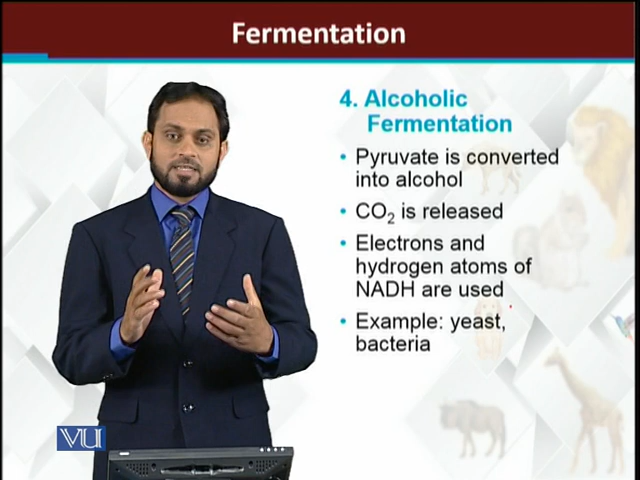 Fermentation
4. Alcoholic
Fermentation
• Pyruvate is converted
into alcohol
• CO₂ is released
• Electrons and
hydrogen atoms of
NADH are used
• Example: yeast,
bacteria
VU